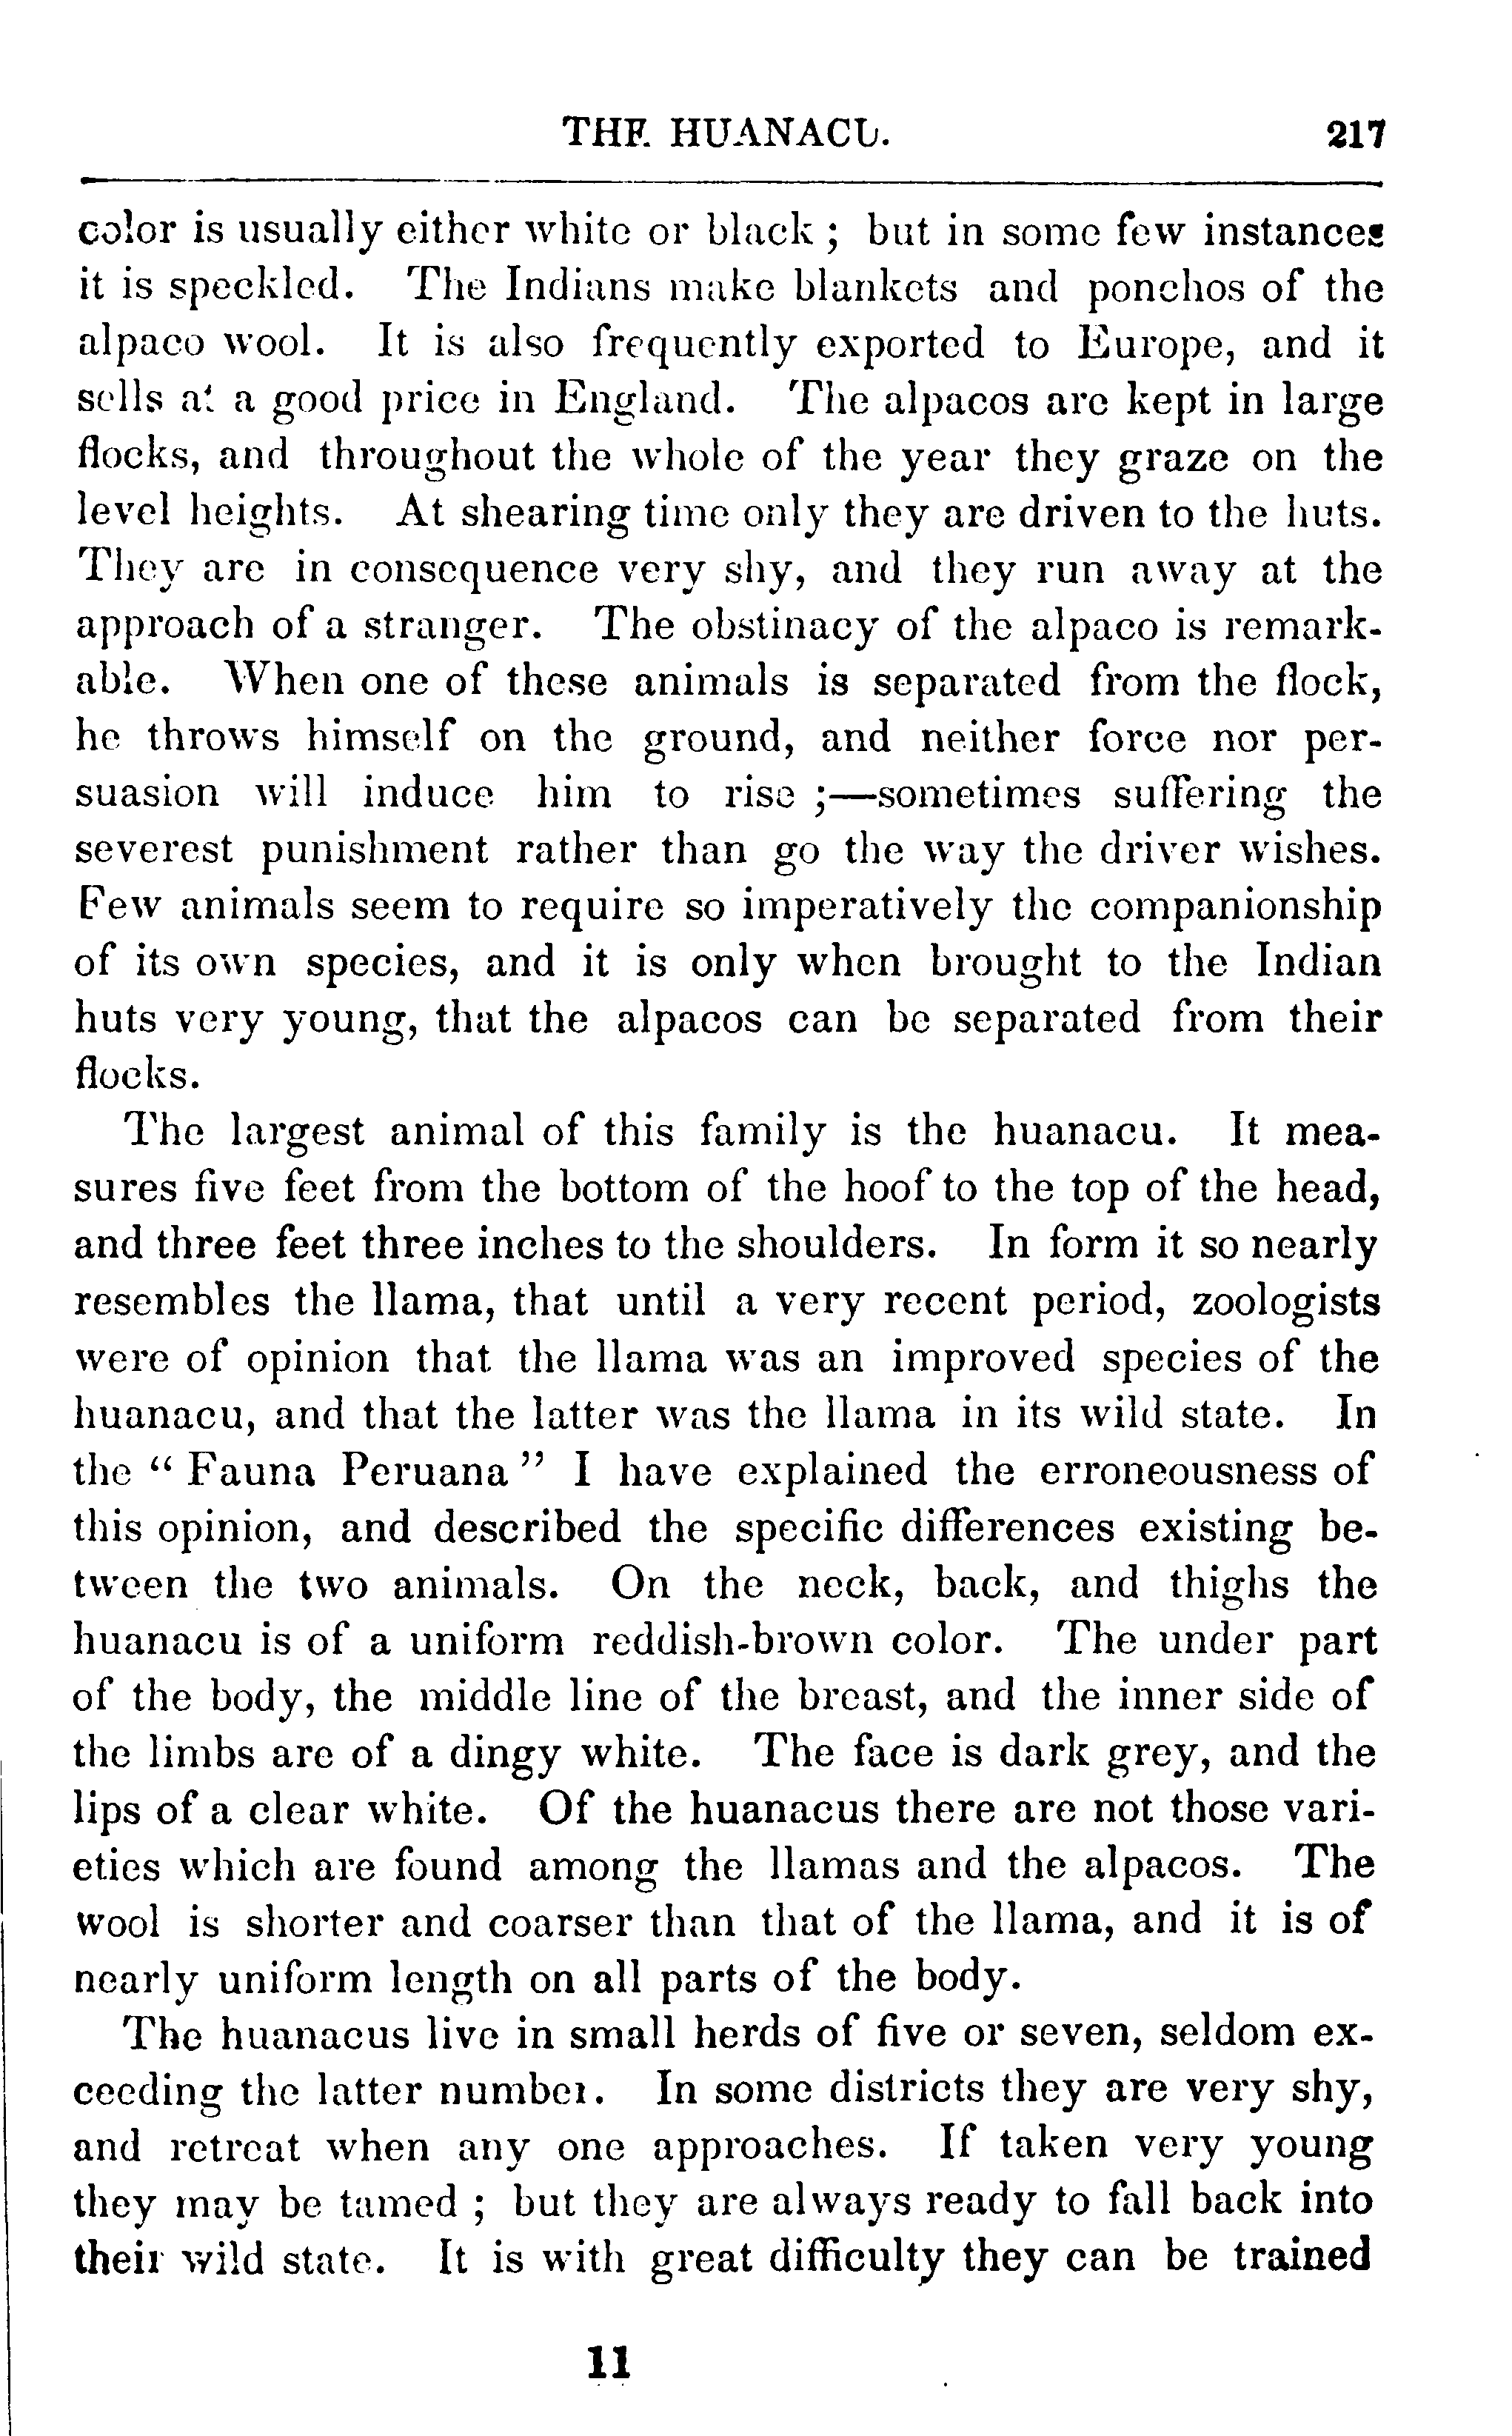 THE HUANACU. 217
color is usually either white or black ; but in some few instances
it is speckled. The Indians make blankets and ponchos of the
alpaco wool. It is also frequently exported to Europe, and it
sells at a good price in England. The alpacos are kept in large
flocks, and throughout the whole of the year they graze on the
level heights. At shearing time only they are driven to the huts.
They are in consequence very shy, and they run away at the
approach of a stranger. The obstinacy of the alpaco is remark-
able. When one of these animals is separated from the flock,
he throws himself on the ground, and neither force nor per-
suasion will induce him to rise ;—sometimes suffering the
severest punishment rather than go the way the driver wishes.
Few animals seem to require so imperatively the companionship
of its own species, and it is only when brought to the Indian
huts very young, that the alpacos can be separated from their
flocks.
The largest animal of this family is the huanacu. It mea-
sures five feet from the bottom of the hoof to the top of the head,
and three feet three inches to the shoulders. In form it so nearly
resembles the llama, that until a very recent period, zoologists
were of opinion that the llama was an improved species of the
huanacu, and that the latter was the llama in its wild state. In
the “ Fauna Peruana ” I have explained the erroneousness of
this opinion, and described the specific differences existing be-
tween the two animals. On the neck, back, and thighs the
huanacu is of a uniform reddish-brown color. The under part
of the body, the middle line of the breast, and the inner side of
the limbs are of a dingy white. The face is dark grey, and the
lips of a clear white. Of the huanacus there are not those vari-
eties which are found among the llamas and the alpacos. The
wool is shorter and coarser than that of the llama, and it is of
nearly uniform length on all parts of the body.
The huanacus live in small herds of five or seven, seldom ex-
ceeding the latter number. In some districts they are very shy,
and retreat when any one approaches. If taken very young
they may be tamed ; but they are always ready to fall back into
their wild state. It is with great difficulty they can be trained
11